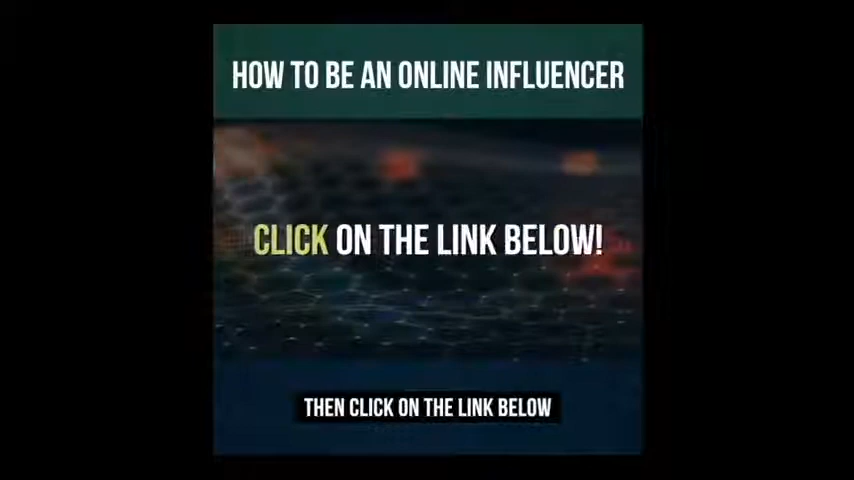 HOW TO BE AN ONLINE INFLUENCER
CLICK ON THE LINK BELOW!
THEN CLICK ON THE LINK BELOW